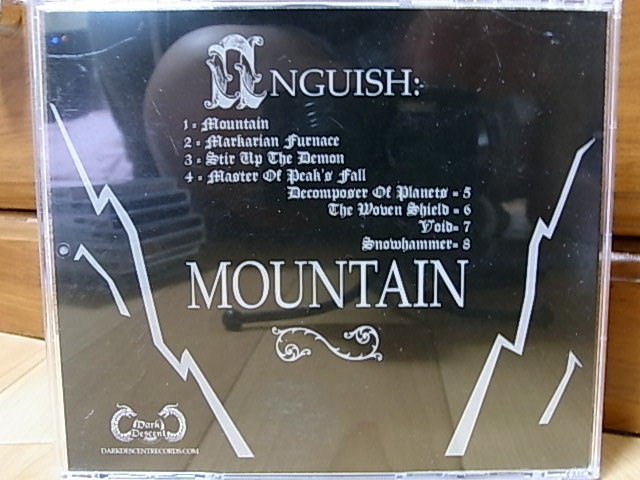 ANGUISH:
1 - Mountain
2 - Markarian Furnace
3 - Stir Up The Demon
4 - Master Of Peak's Fall
Decomposer Of Planets - 5
The Woven Shield - 6
Void- 7
Snowhammer- 8
MOUNTAIN
Dark
Descent
DARKDESCENTRECORDS.COM